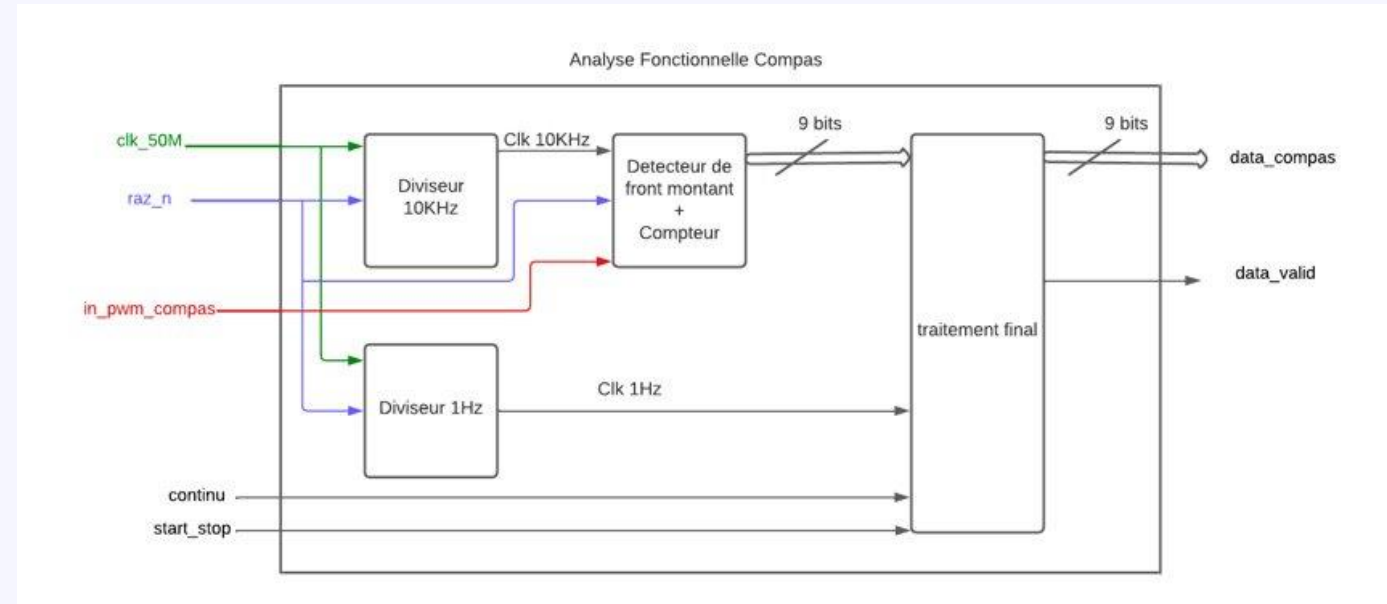 Analyse Fonctionnelle Compas
9 bits
9 bits
clk_50M
Clk 10KHz
data_compas
Detecteur de
front montant
+
Compteur
Diviseur
10KHz
raz_n
data_valid
in_pwm_compas
traitement final
Clk 1Hz
Diviseur 1Hz
continu
start_stop